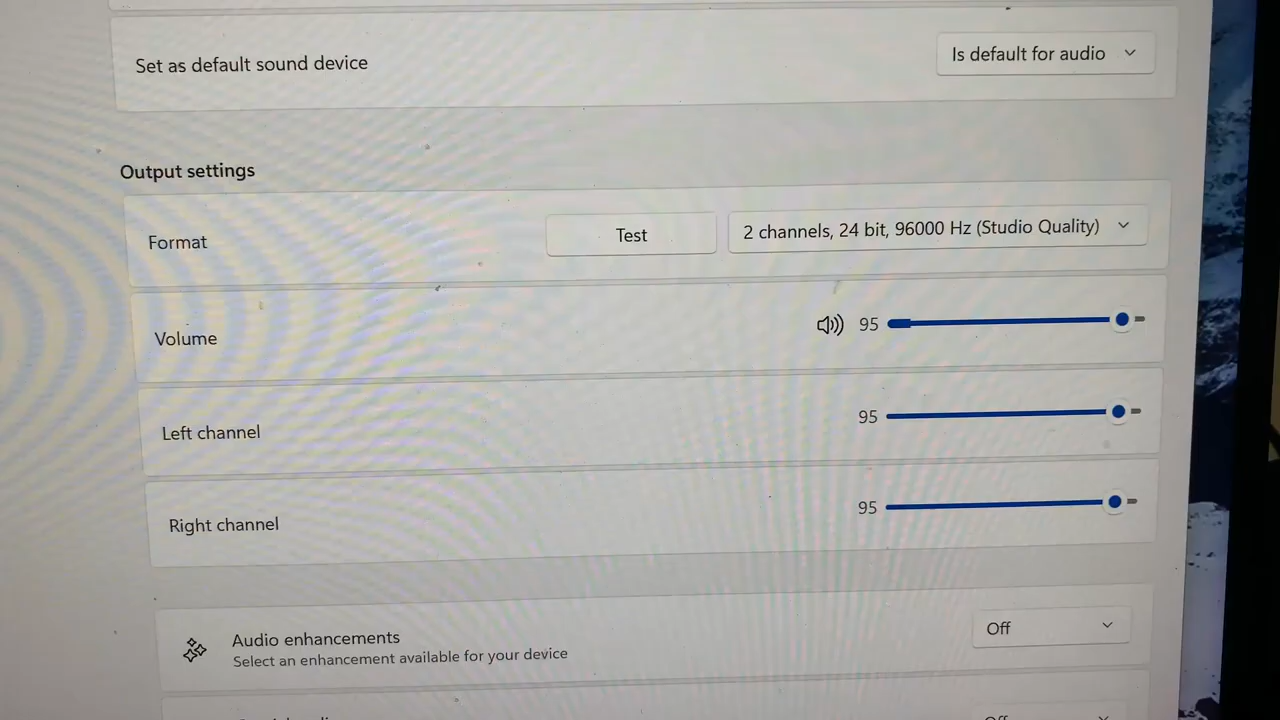 Set as default sound device
Is default for audio
Output settings
Format
Test
2 channels, 24 bit, 96000 Hz (Studio Quality)
Volume
95
Left channel
95
Right channel
95
Audio enhancements
Select an enhancement available for your device
Off
Off